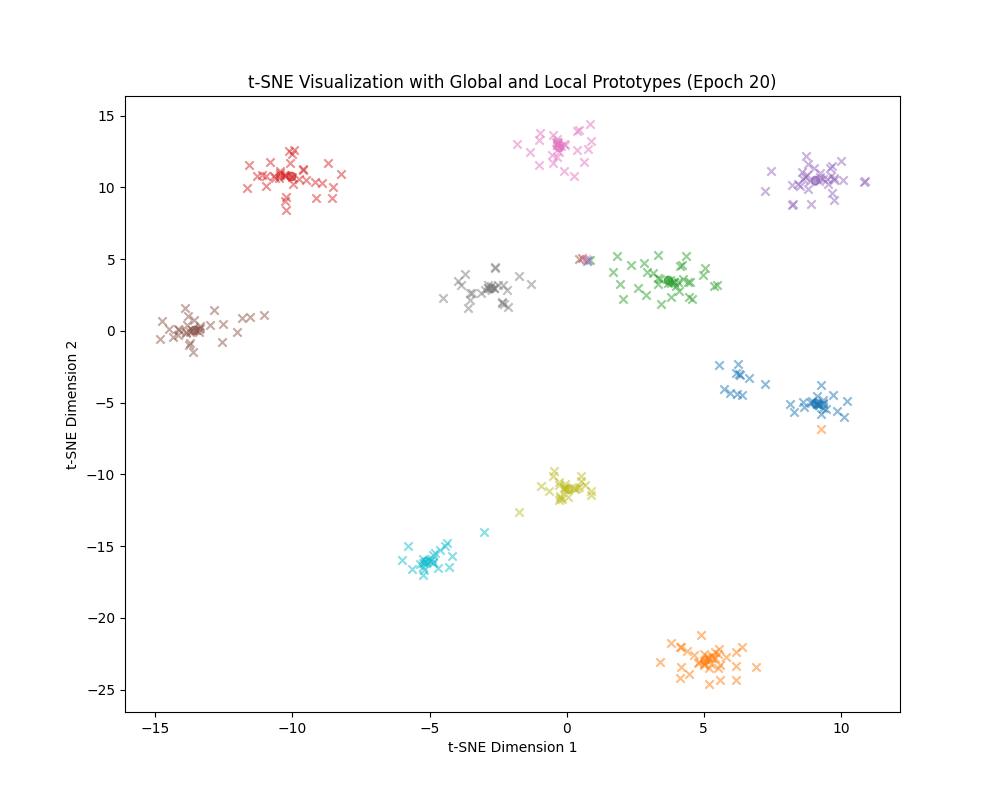 t-SNE Visualization with Global and Local Prototypes (Epoch 20)
15
10
5
0
−5
−10
−15
−20
−25
t-SNE Dimension 2
−15 −10 −5 0 5 10
t-SNE Dimension 1